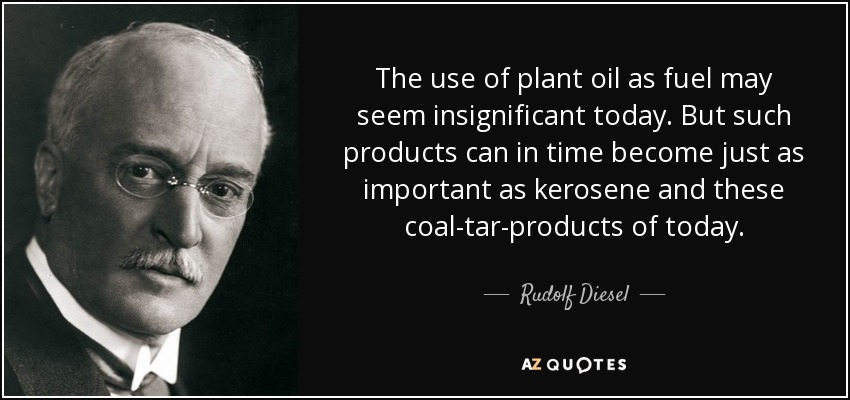 The use of plant oil as fuel may
seem insignificant today. But such
products can in time become just as
important as kerosene and these
coal-tar-products of today.
Rudolf Diesel
AZ QUOTES